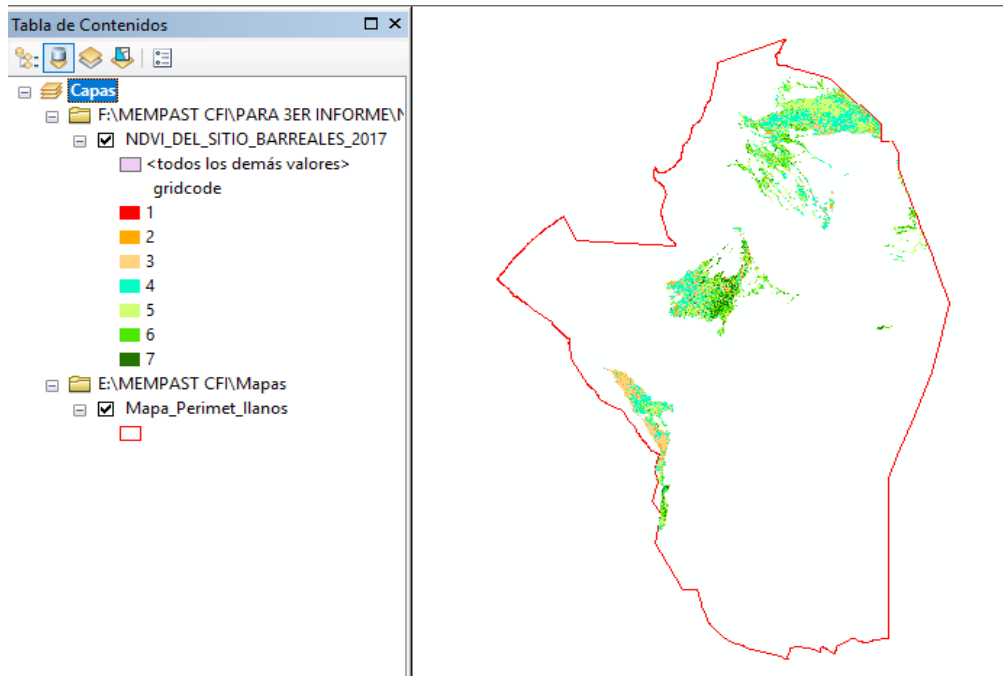 Tabla de Contenidos
Capas
F:\MEMPAST CFI\PARA 3ER INFORME\
NDVI_DEL_SITIO_BARREALES_2017
<todos los demás valores>
gridcode
1
2
3
4
5
6
7
E:\MEMPAST CFI\Mapas
Mapa_Perimet_llanos